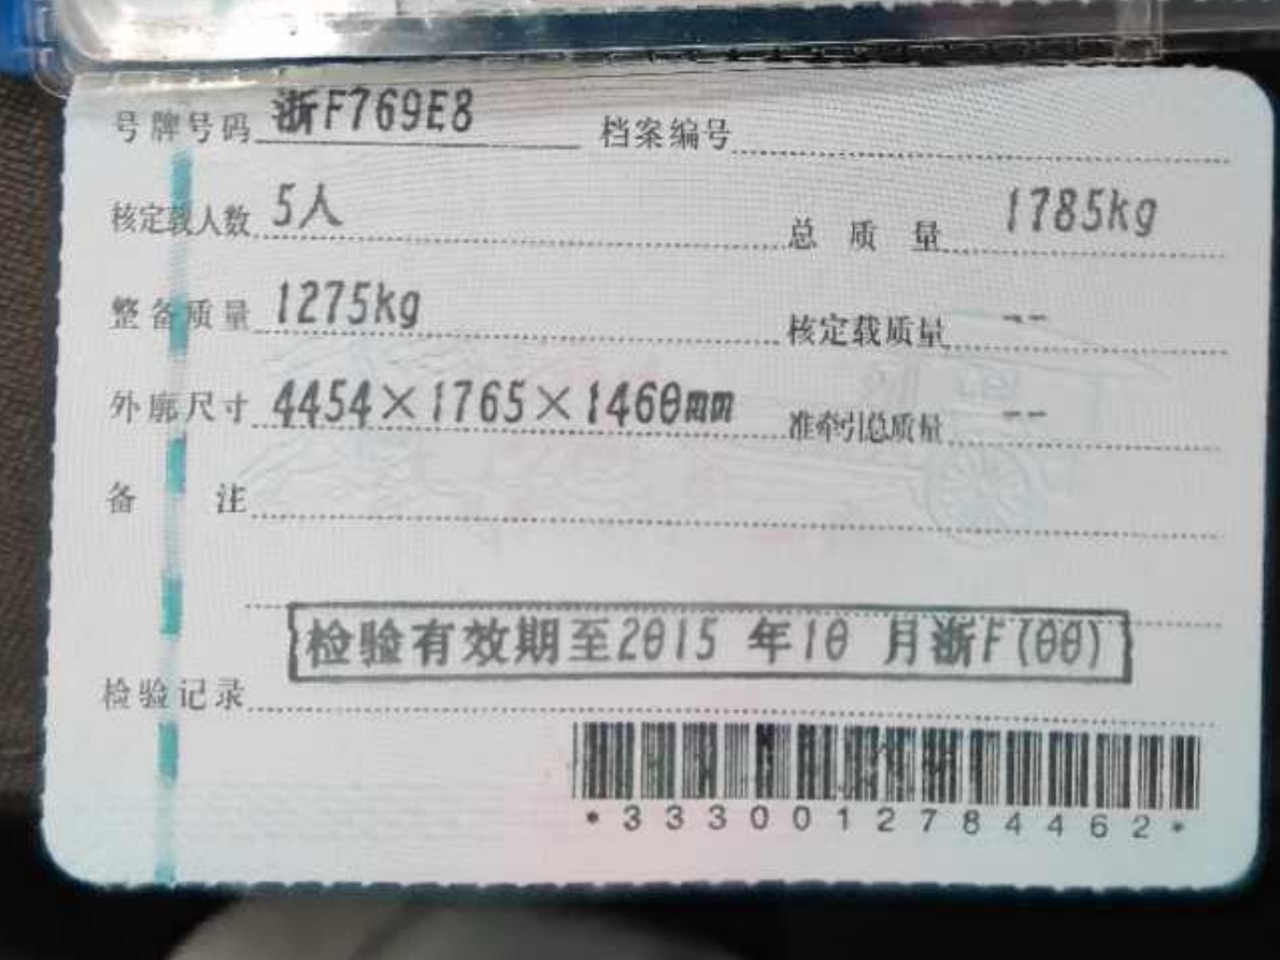 号牌号码 浙F769E8 档案编号
核定载人数 5人 总质量 1785kg
整备质量 1275kg 核定载质量 --
外廓尺寸 4454×1765×1460mm 准牵引总质量 --
备注
检验有效期至2015 年10 月浙F(00)
检验记录
*3330012784462*